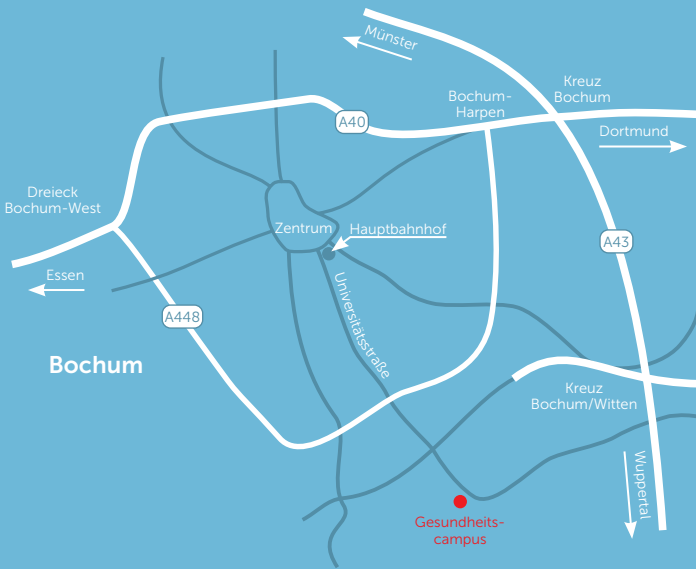 Münster
Kreuz
Bochum
Bochum-
Harpen
A40
Dortmund
Dreieck
Bochum-West
Zentrum
Hauptbahnhof
A43
Essen
Universitätsstraße
A448
Bochum
Kreuz
Bochum/Witten
Wuppertal
Gesundheits-
campus